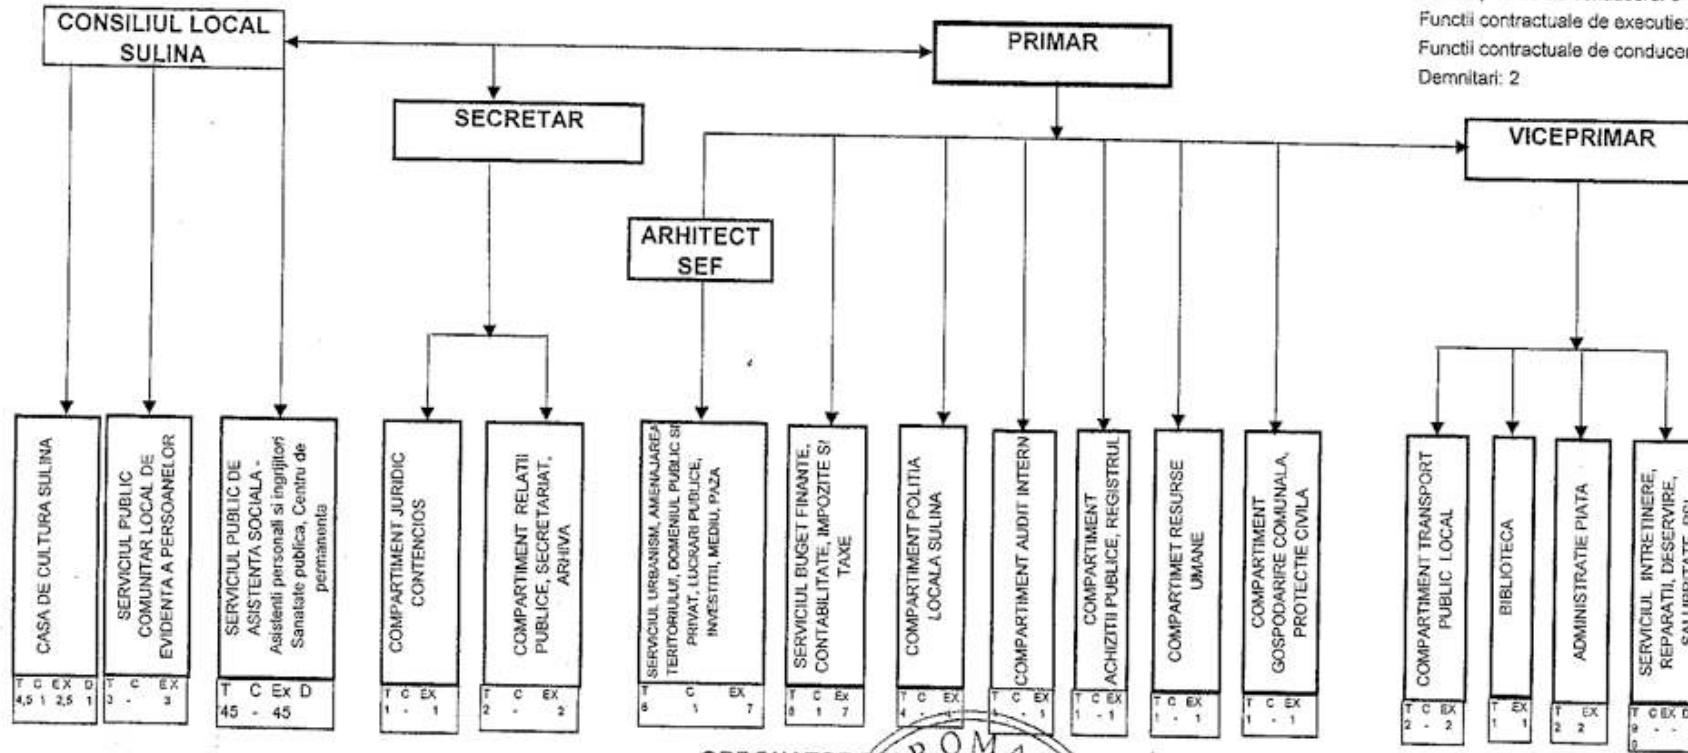 CONSILIUL LOCAL
SULINA
PRIMAR
Functii contractuale de executie:
Functii contractuale de conducer
Demnitari: 2
SECRETAR
VICEPRIMAR
ARHITECT
SEF
CASA DE CULTURA SULINA
T C EX D
4,5 1 2,5 1
SERVICIUL PUBLIC
COMUNITAR LOCAL DE
EVIDENTA A PERSOANELOR
T C EX
3 - 3
SERVICIUL PUBLIC DE
ASISTENTA SOCIALA -
Asistenti personali si ingrijitori
Sanatate publica, Centru de
permanenta
T C Ex D
45 - 45
COMPARTIMENT JURIDIC
CONTENCIOS
T C EX
1 - 1
COMPARTIMENT RELATII
PUBLICE, SECRETARIAT,
ARHIVA
T C EX
2 - 2
SERVICIUL URBANISM, AMENAJAREA
TERITORIULUI, DOMENIUL PUBLIC SI
PRIVAT, LUCRARI PUBLICE,
INVESTITII, MEDIU, PAZA
T C EX
8 1 7
SERVICIUL BUGET FINANTE,
CONTABILITATE, IMPOZITE SI
TAXE
T C Ex
8 1 7
COMPARTIMENT POLITIA
LOCALA SULINA
T C EX
4 - 4
COMPARTIMENT AUDIT INTERN
T C EX
1 - 1
COMPARTIMENT
ACHIZITII PUBLICE, REGISTRUL
T C EX
1 - 1
COMPARTIMET RESURSE
UMANE
T C EX
1 - 1
COMPARTIMENT
GOSPODARIRE COMUNALA,
PROTECTIE CIVILA
T C EX
1 - 1
COMPARTIMENT TRANSPORT
PUBLIC LOCAL
T C EX
2 - 2
BIBLIOTECA
T EX
1 1
ADMINISTRATIE PIATA
T EX
2 2
SERVICIUL INTRETINERE,
REPARATII, DESERVIRE,
T C EX D
ROMA